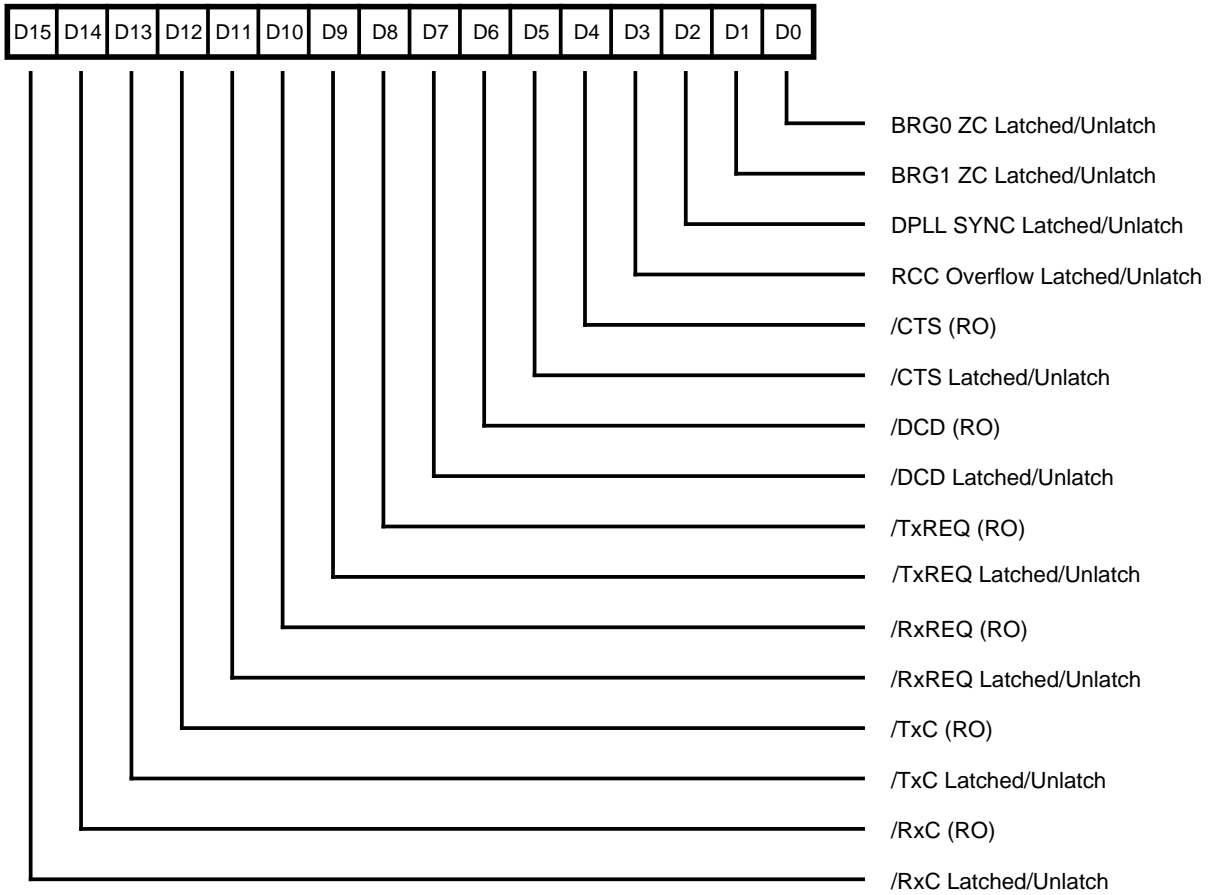 D15 D14 D13 D12 D11 D10 D9 D8 D7 D6 D5 D4 D3 D2 D1 D0
BRG0 ZC Latched/Unlatch
BRG1 ZC Latched/Unlatch
DPLL SYNC Latched/Unlatch
RCC Overflow Latched/Unlatch
/CTS (RO)
/CTS Latched/Unlatch
/DCD (RO)
/DCD Latched/Unlatch
/TxREQ (RO)
/TxREQ Latched/Unlatch
/RxREQ (RO)
/RxREQ Latched/Unlatch
/TxC (RO)
/TxC Latched/Unlatch
/RxC (RO)
/RxC Latched/Unlatch